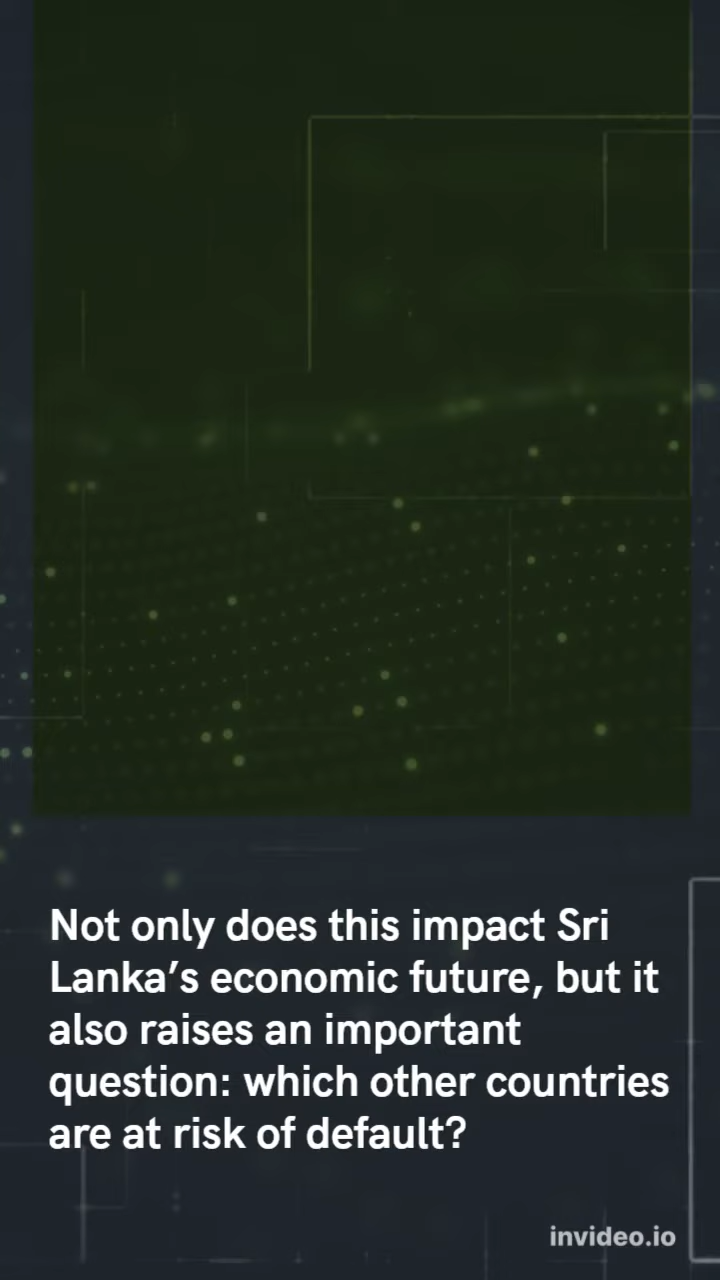 Not only does this impact Sri
Lanka’s economic future, but it
also raises an important
question: which other countries
are at risk of default?
invideo.io